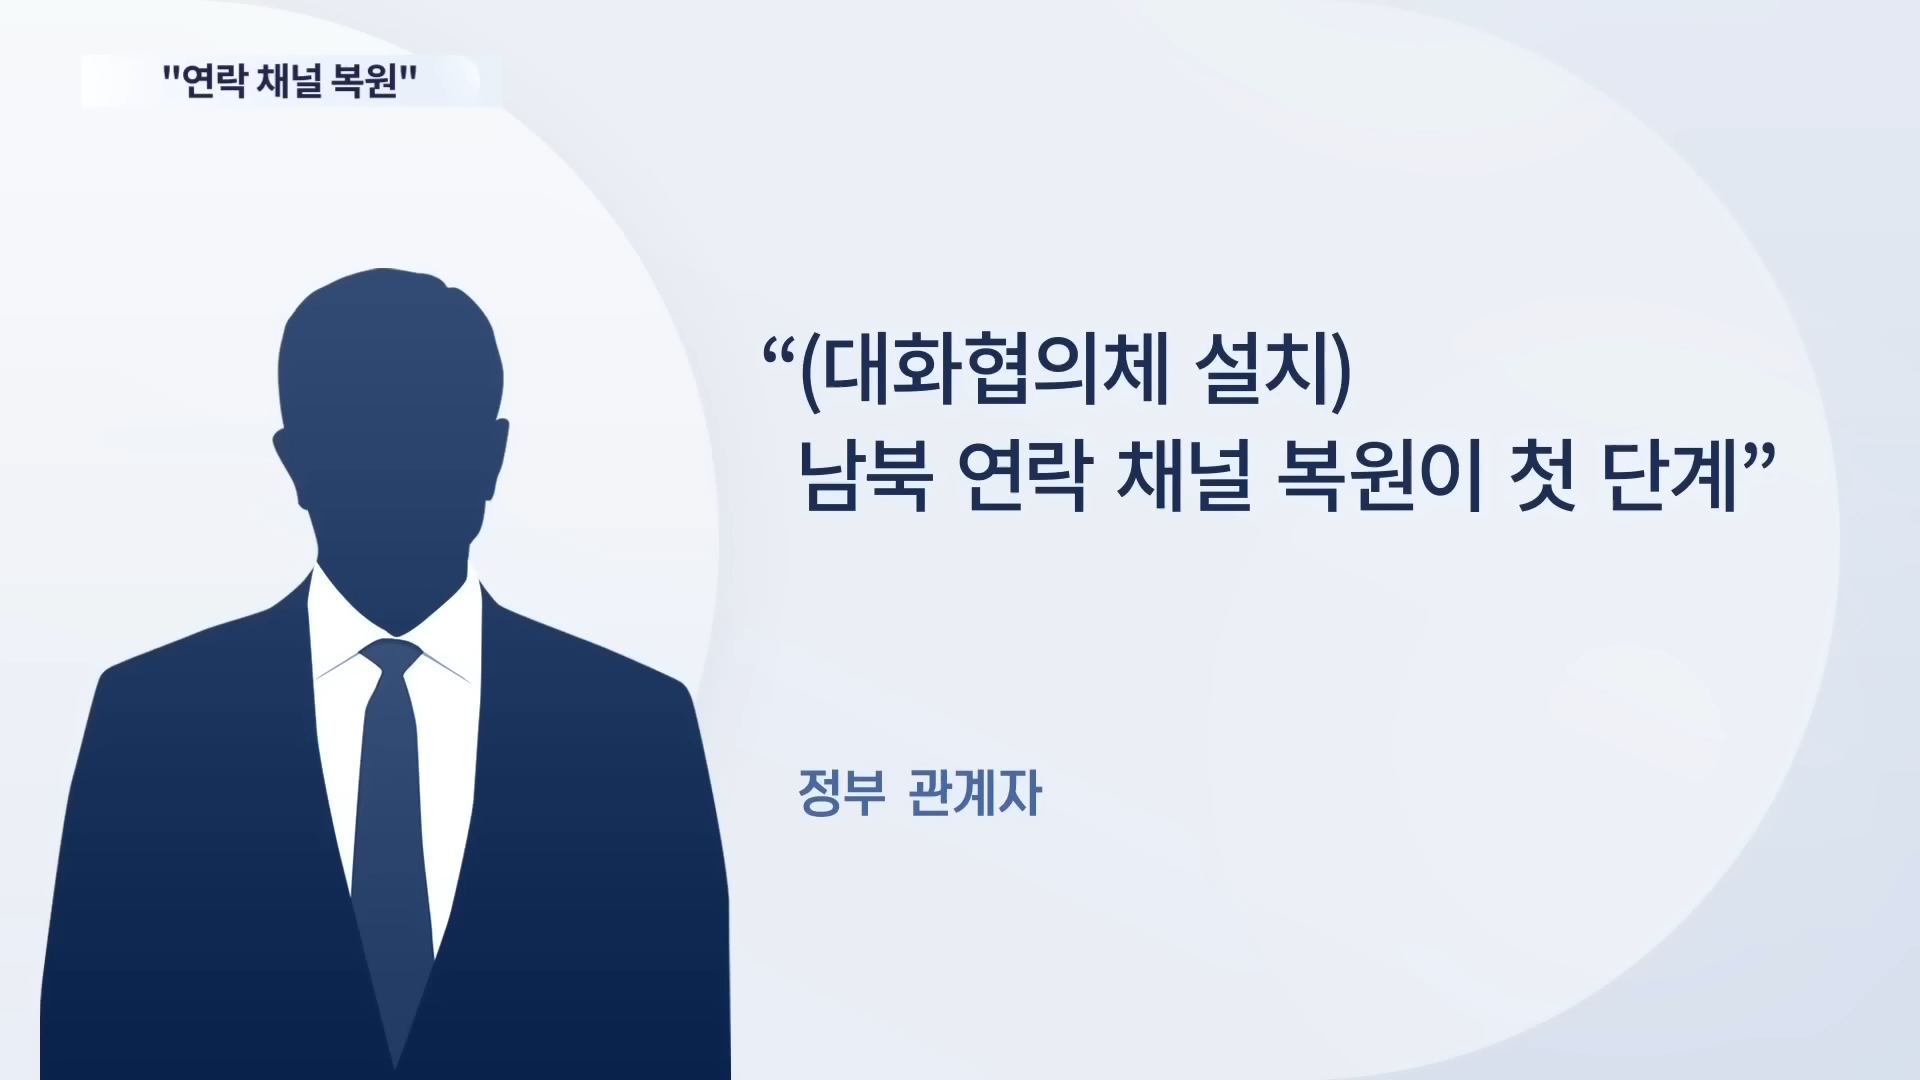 "연락 채널 복원"
“(대화협의체 설치)
남북 연락 채널 복원이 첫 단계”
정부 관계자